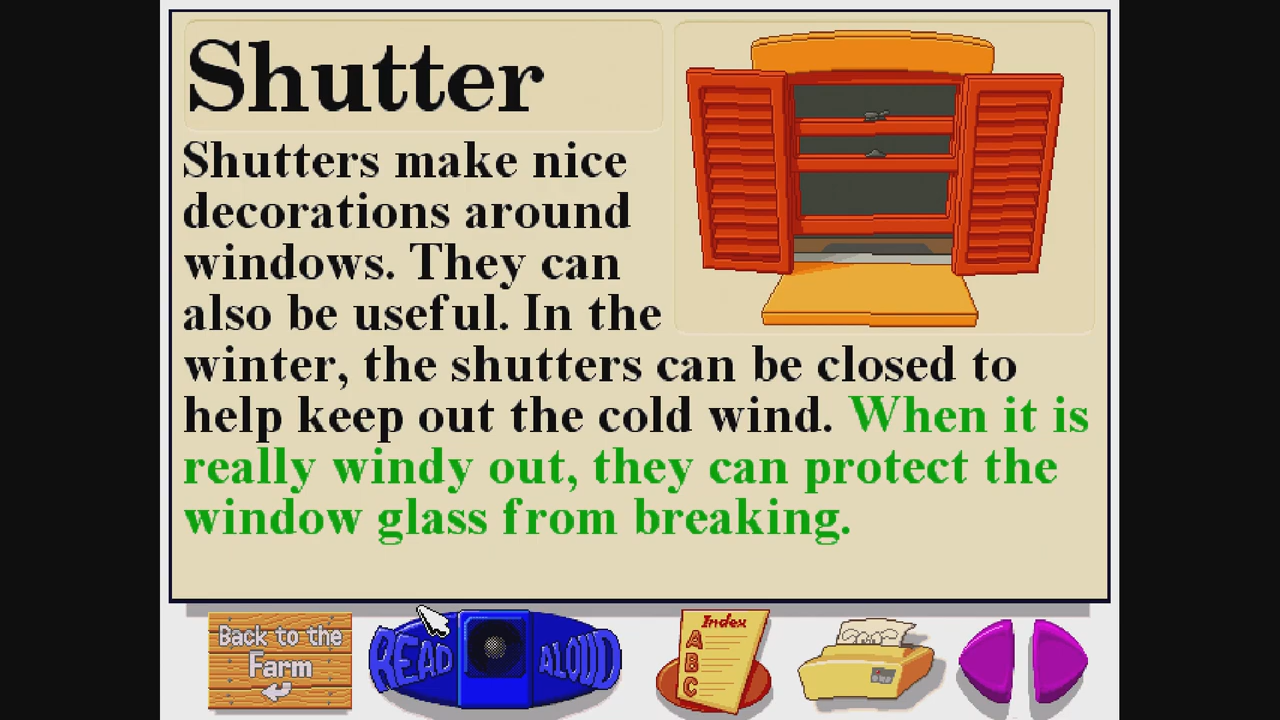 Shutter
Shutters make nice
decorations around
windows. They can
also be useful. In the
winter, the shutters can be closed to
help keep out the cold wind. When it is
really windy out, they can protect the
window glass from breaking.
Back to the
Farm
READ ALOUD
Index
A
B
C